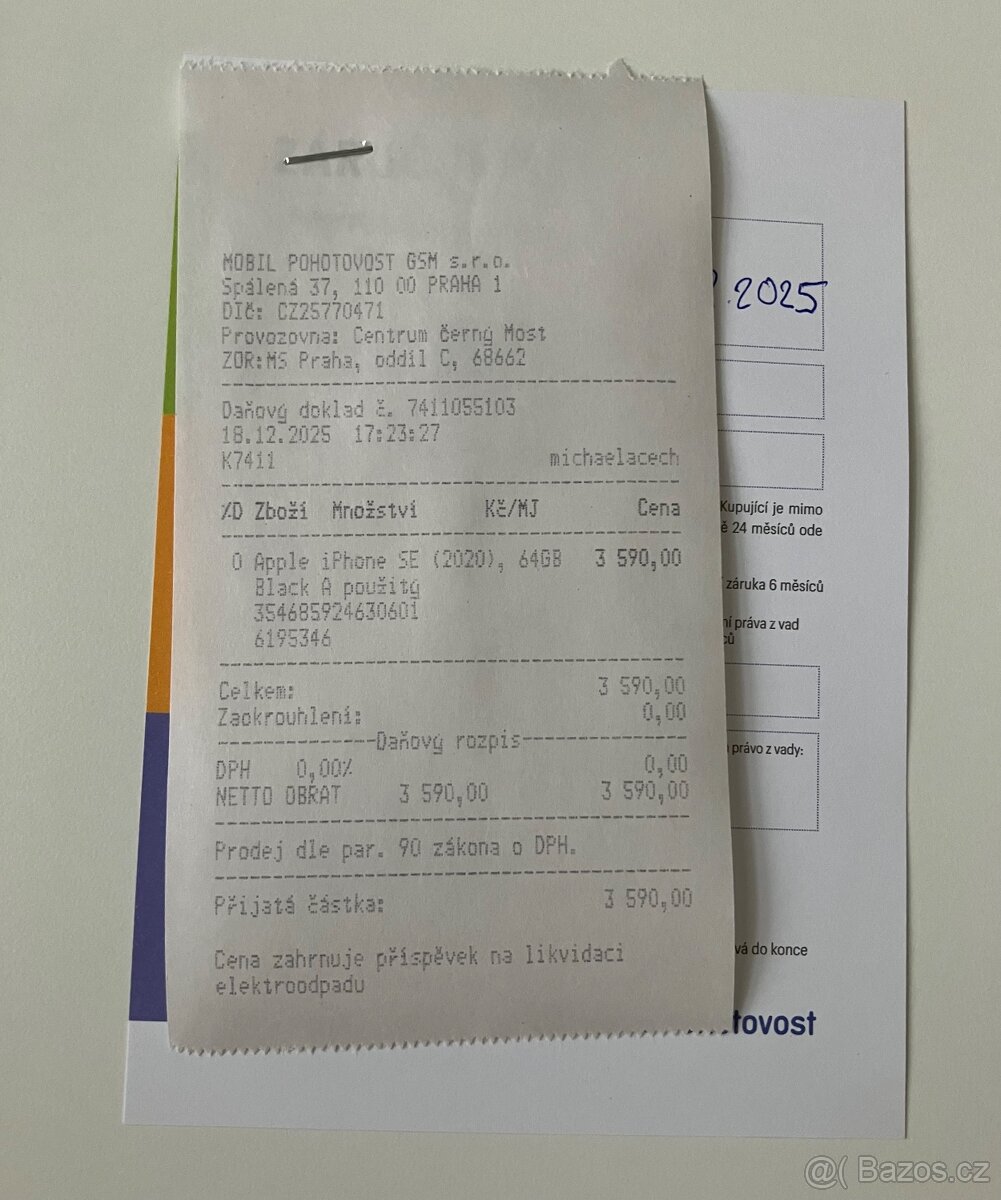 MOBIL POHOTOVOST GSM s.r.o.
Spálená 37, 110 00 PRAHA 1
DIČ: CZ25770471
Provozovna: Centrum černý Most
ZOR:MS Praha, oddíl C, 68662
Daňový doklad č. 7411055103
18.12.2025 17:23:27
K7411 michaelacech
%D Zboží Množství Kč/MJ Cena
0 Apple iPhone SE (2020), 64GB 3 590,00
Black A použitý
354685924630601
6195346
Celkem: 3 590,00
Zaokrouhlení: 0,00
Daňový rozpis
DPH 0,00% 0,00
NETTO OBRAT 3 590,00 3 590,00
Prodej dle par. 90 zákona o DPH.
Přijatá částka: 3 590,00
Cena zahrnuje příspěvek na likvidaci
elektroodpadu
.2025
Kupující je mimo
24 měsíců ode
záruka 6 měsíců
práva z vad
právo z vady:
do konce
tovost
@( Bazos.cz